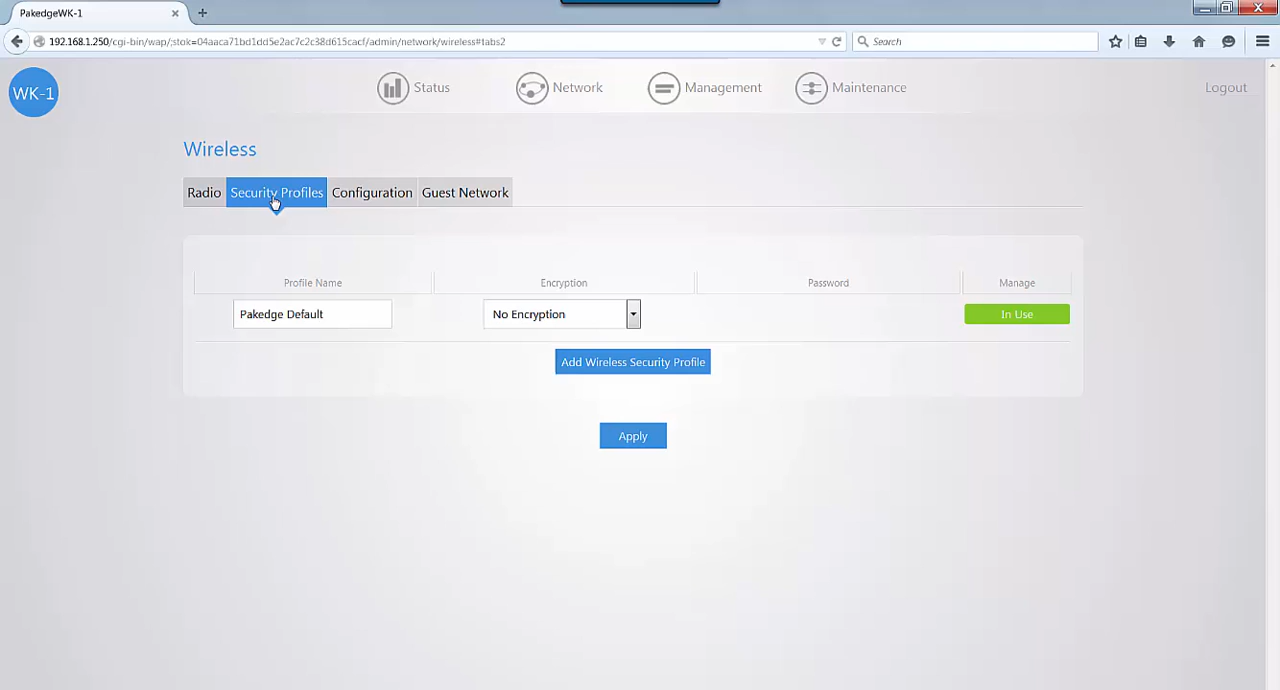 PakedgeWK-1
192.168.1.250/cgi-bin/wap/;stok=04aaca71bd1dd5e2ac7c2c38d615cacf/admin/network/wireless#tabs2
Search
WK-1
Status
Network
Management
Maintenance
Logout
Wireless
Radio
Security Profiles
Configuration
Guest Network
Profile Name
Encryption
Password
Manage
Pakedge Default
No Encryption
In Use
Add Wireless Security Profile
Apply